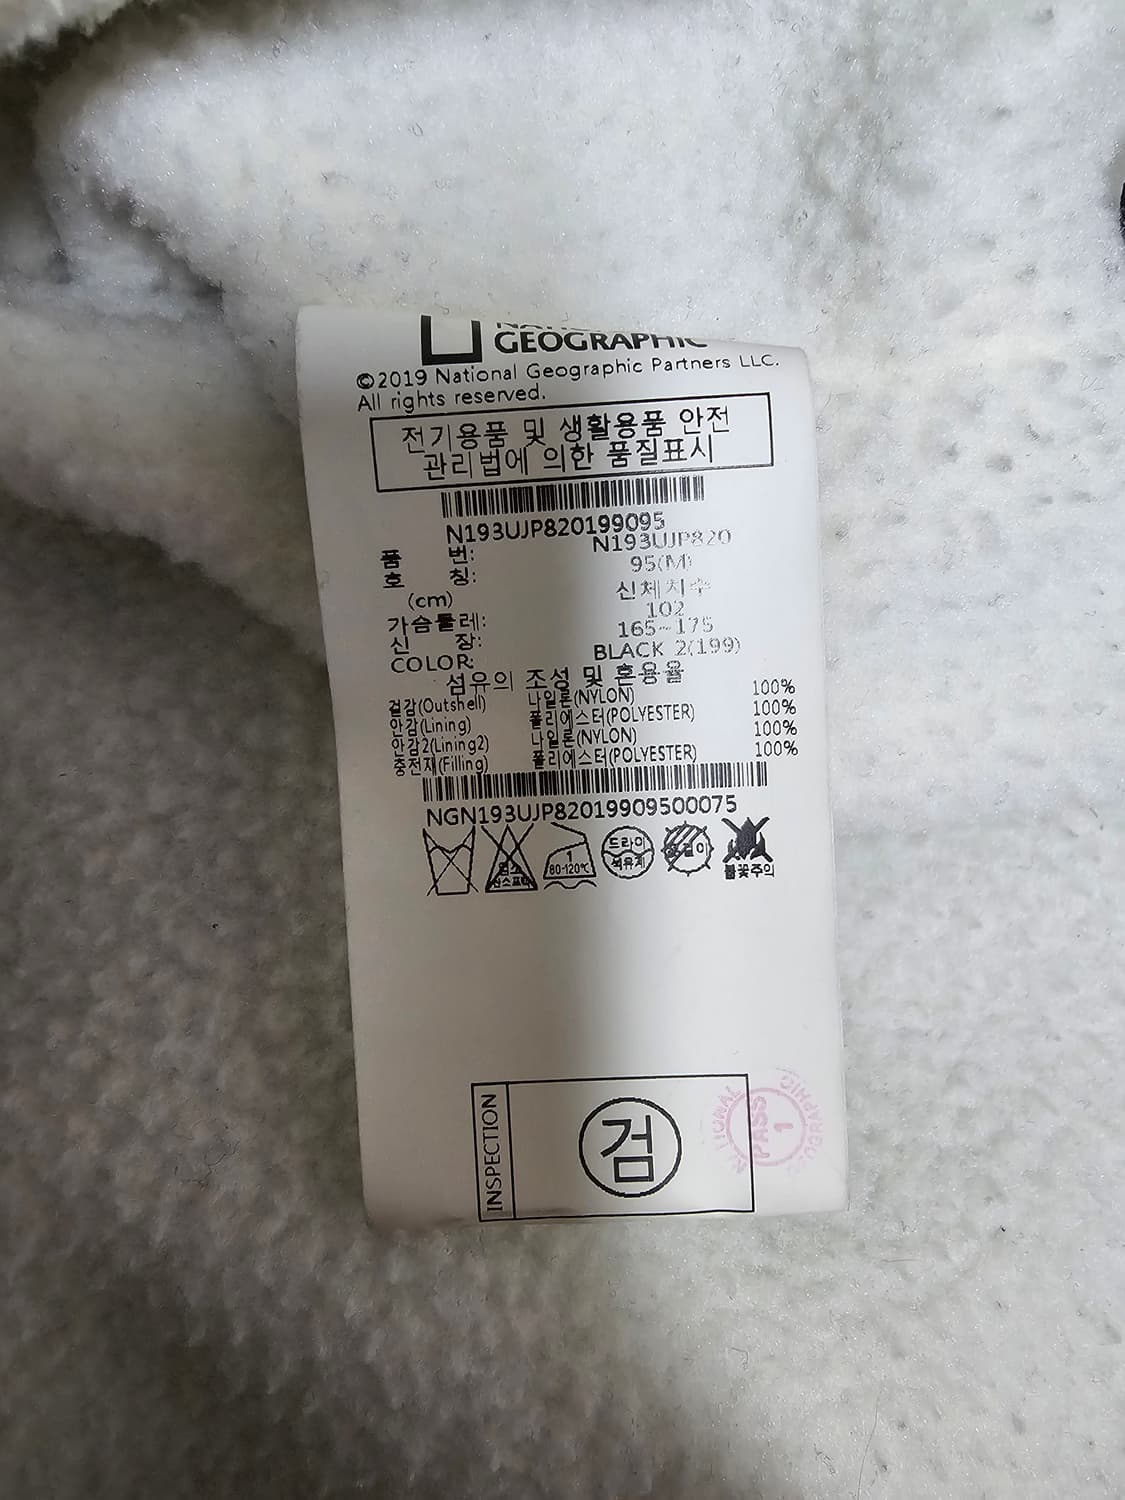 GEOGRAPHIC
©2019 National Geographic Partners LLC.
All rights reserved.
전기용품 및 생활용품 안전
관리법에 의한 품질표시
N193UJP820199095
품 번: N193UJP820
호 칭: 95(M)
(cm) 신체치수
가슴둘레: 102
신 장: 165~175
COLOR: BLACK 2(199)
섬유의 조성 및 혼용율
겉감(Outshell) 나일론(NYLON) 100%
안감(Lining) 폴리에스터(POLYESTER) 100%
안감2(Lining2) 나일론(NYLON) 100%
충전재(Filling) 폴리에스터(POLYESTER) 100%
NGN193UJP82019909500075
1 드라이
80-120℃ 석유계 불꽃주의
INSPECTION
검
PASS
1